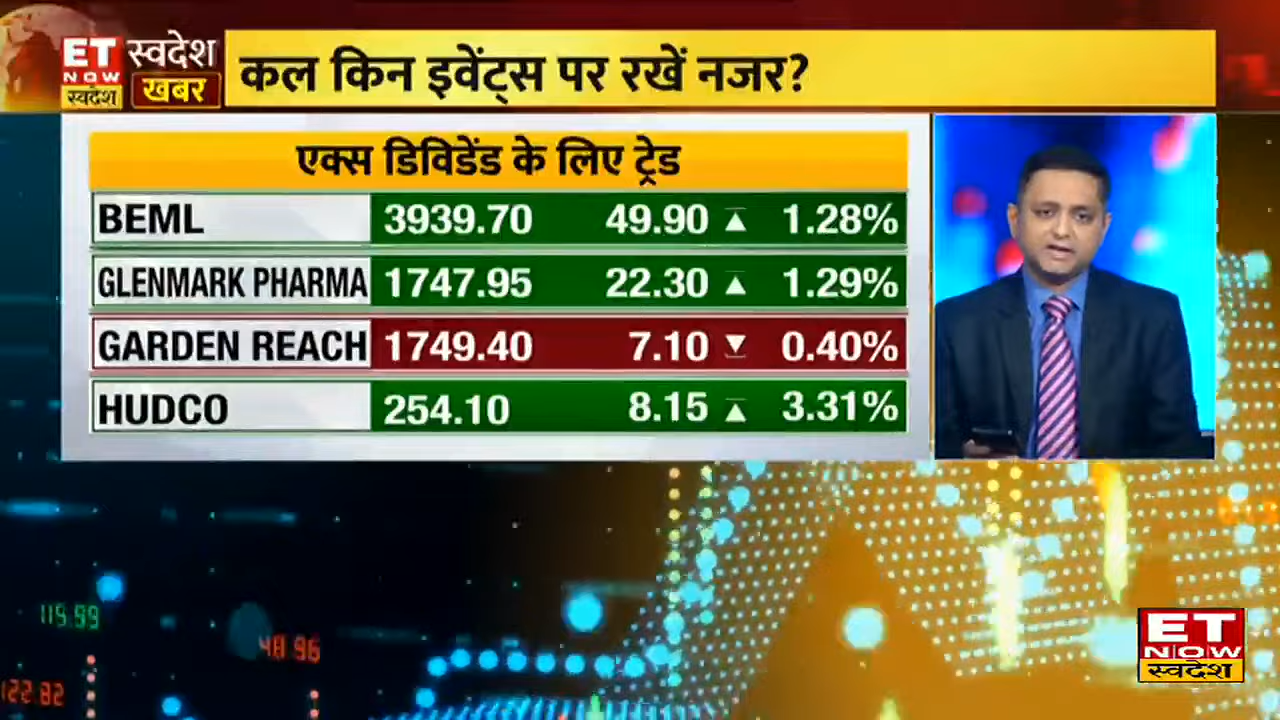 ET
NOW
स्वदेश
स्वदेश
खबर
कल किन इवेंट्स पर रखें नजर?
एक्स डिविडेंड के लिए ट्रेड
BEML 3939.70 49.90 ▲ 1.28%
GLENMARK PHARMA 1747.95 22.30 ▲ 1.29%
GARDEN REACH 1749.40 7.10 ▼ 0.40%
HUDCO 254.10 8.15 ▲ 3.31%
115.99
48.96
122.82
ET
NOW
स्वदेश